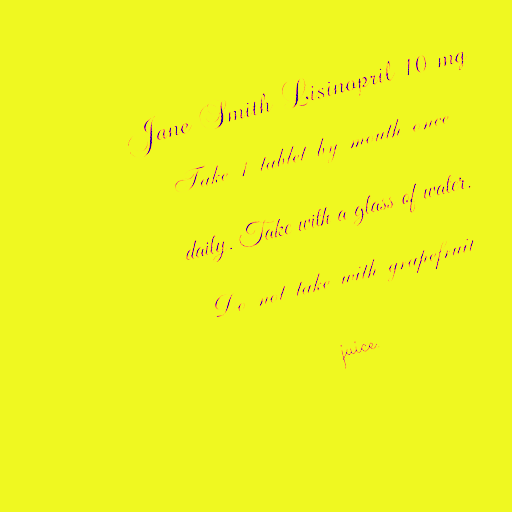 Jane Smith Lisinopril 10 mg
Take 1 tablet by mouth once
daily. Take with a glass of water.
Do not take with grapefruit
juice